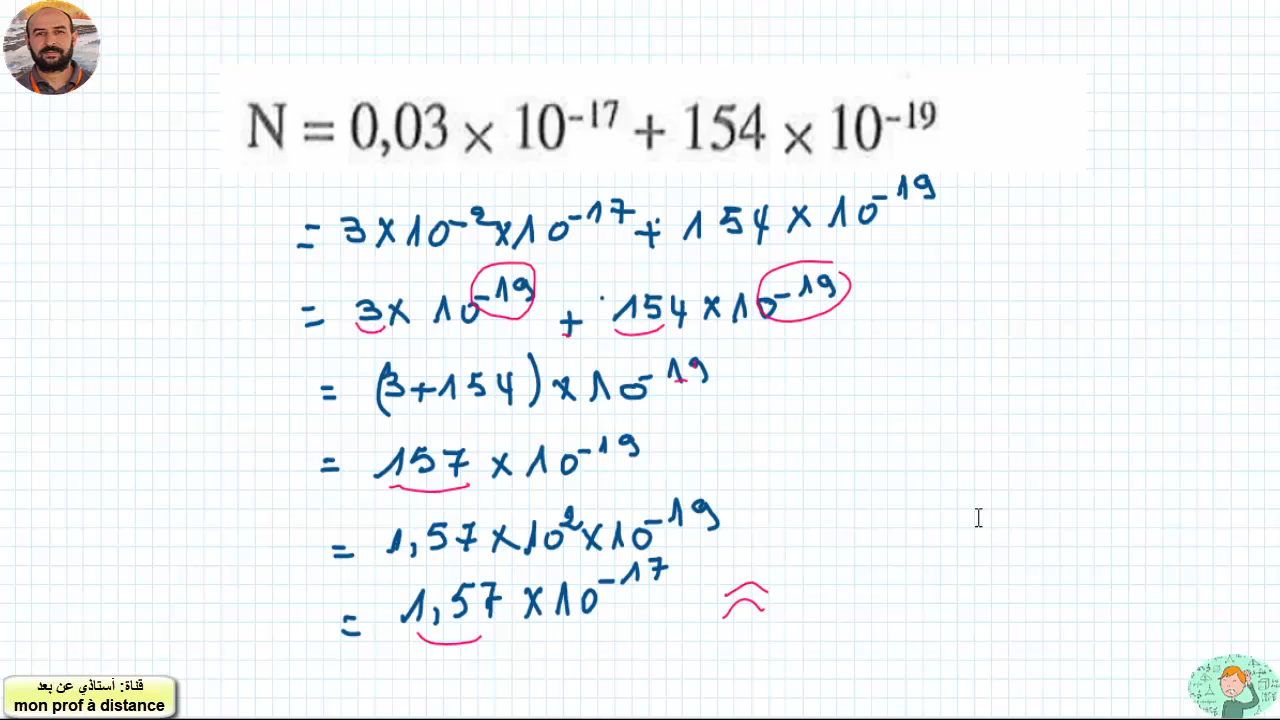 N = 0,03 × 10⁻¹⁷ + 154 × 10⁻¹⁹
= 3 × 10⁻² × 10⁻¹⁷ + 154 × 10⁻¹⁹
= 3 × 10⁻¹⁹ + 154 × 10⁻¹⁹
= (3 + 154) × 10⁻¹⁹
= 157 × 10⁻¹⁹
= 1,57 × 10² × 10⁻¹⁹
= 1,57 × 10⁻¹⁷
قناة: أستاذي عن بعد
mon prof à distance